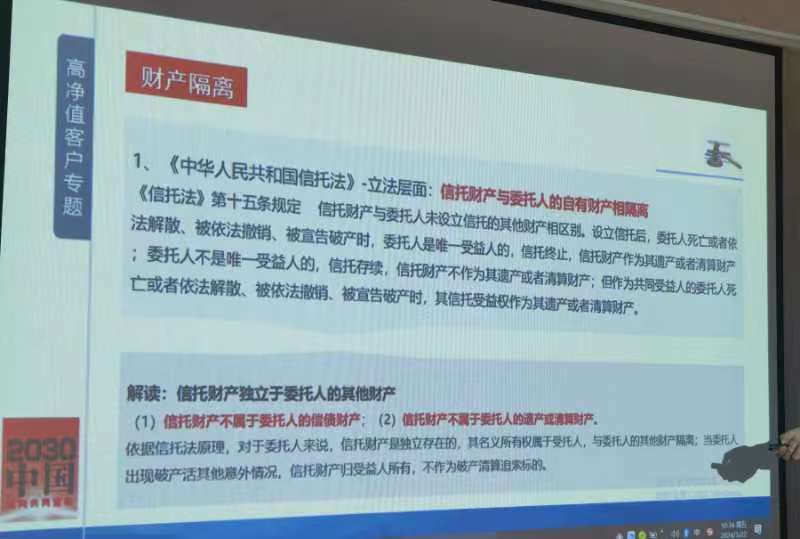 高净值客户专题
财产隔离
1、《中华人民共和国信托法》-立法层面：信托财产与委托人的自有财产相隔离
《信托法》第十五条规定 信托财产与委托人未设立信托的其他财产相区别。设立信托后，委托人死亡或者依
法解散、被依法撤销、被宣告破产时，委托人是唯一受益人的，信托终止，信托财产作为其遗产或者清算财产
；委托人不是唯一受益人的，信托存续，信托财产不作为其遗产或者清算财产；但作为共同受益人的委托人死
亡或者依法解散、被依法撤销、被宣告破产时，其信托受益权作为其遗产或者清算财产。
解读：信托财产独立于委托人的其他财产
（1）信托财产不属于委托人的偿债财产；（2）信托财产不属于委托人的遗产或清算财产。
依据信托法原理，对于委托人来说，信托财产是独立存在的，其名义所有权属于受托人，与委托人的其他财产隔离；当委托人
出现破产活其他意外情况，信托财产归受益人所有，不作为破产清算追索标的。
2030
中国
中